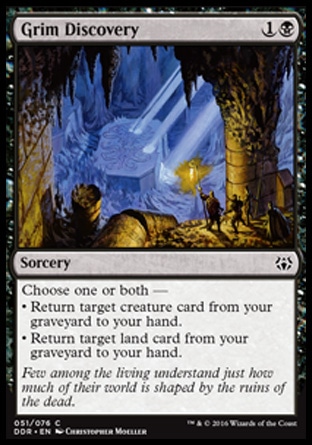 Grim Discovery 1
Sorcery
Choose one or both —
• Return target creature card from your
graveyard to your hand.
• Return target land card from your
graveyard to your hand.
Few among the living understand just how
much of their world is shaped by the ruins of
the dead.
051/076 C
DDR • EN Christopher Moeller
™ & © 2016 Wizards of the Coast